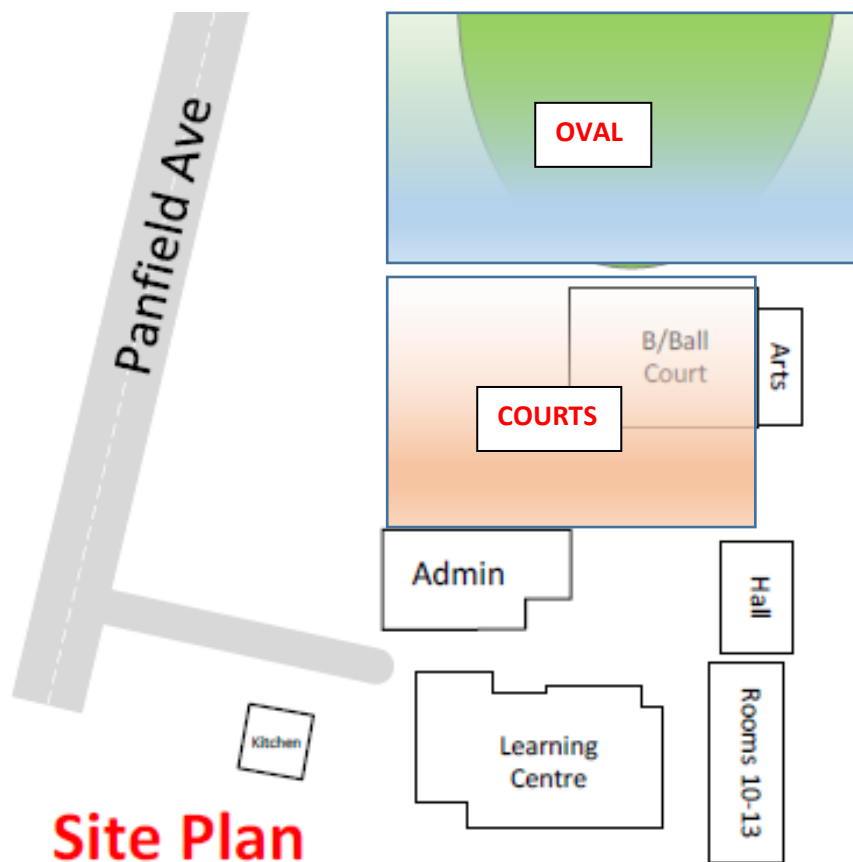 OVAL
Panfield Ave
B/Ball
Court
Arts
COURTS
Admin
Hall
Kitchen
Learning
Centre
Rooms 10-13
Site Plan